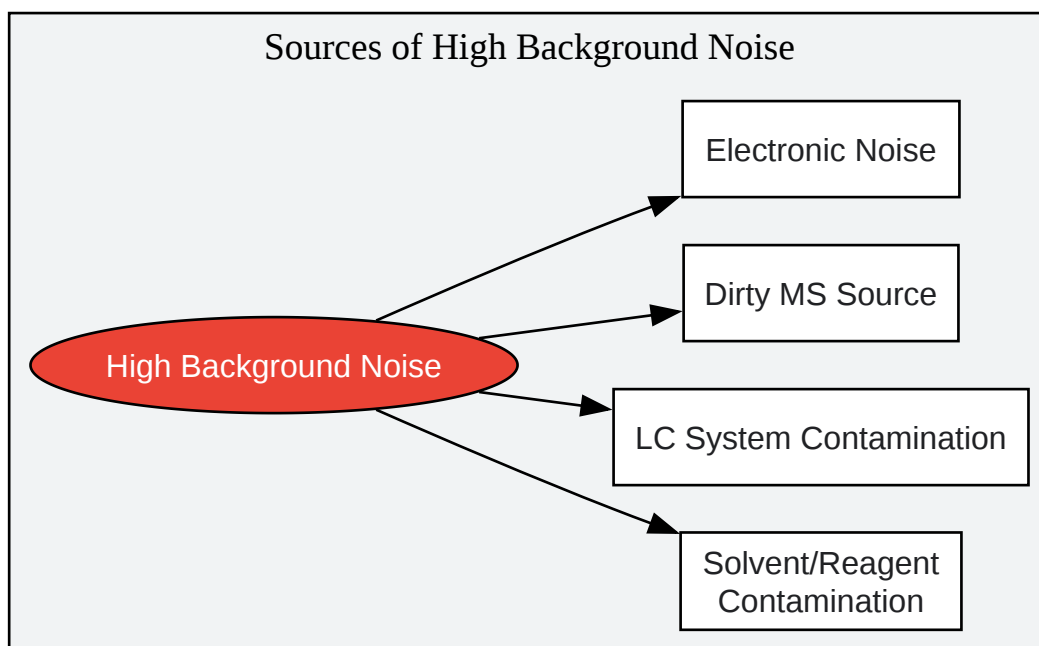 Sources of High Background Noise
Electronic Noise
Dirty MS Source
High Background Noise
LC System Contamination
Solvent/Reagent
Contamination